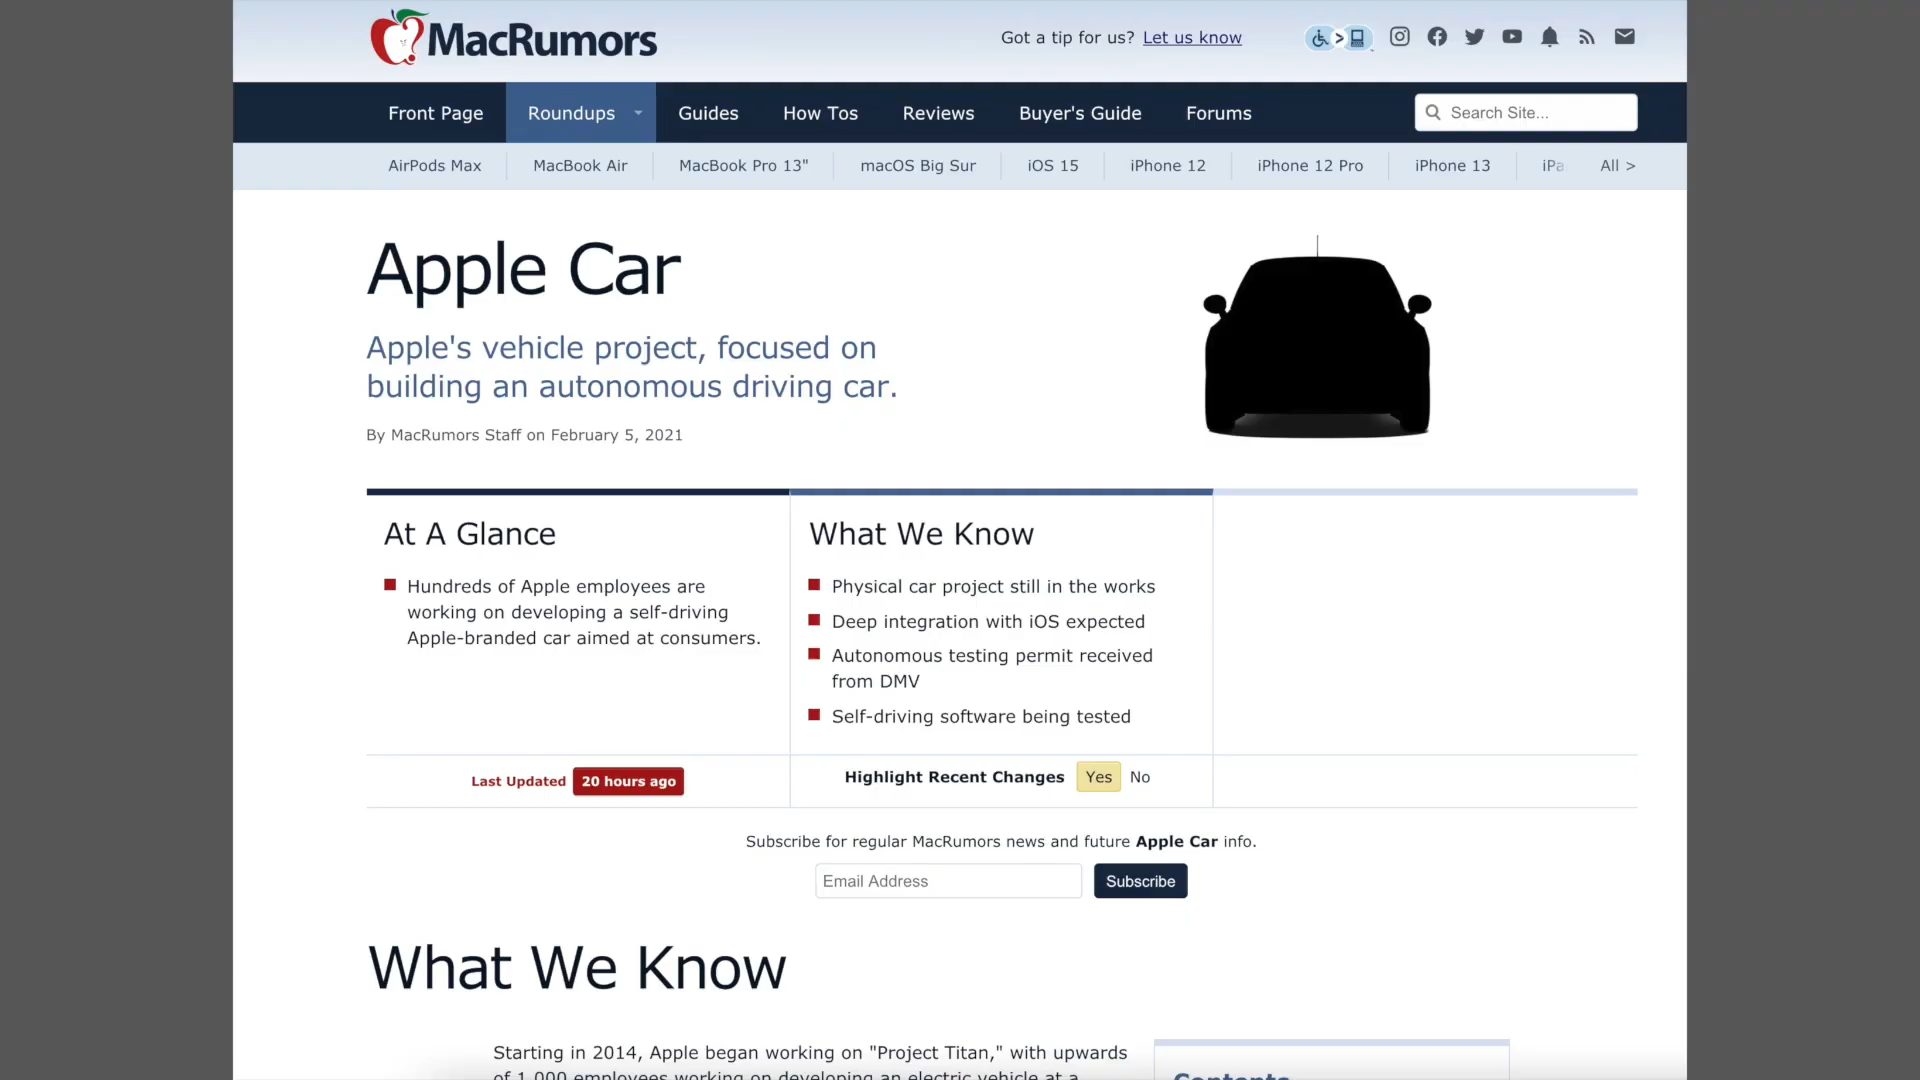 MacRumors
Got a tip for us? Let us know
Front Page Roundups Guides How Tos Reviews Buyer's Guide Forums Search Site...
AirPods Max MacBook Air MacBook Pro 13" macOS Big Sur iOS 15 iPhone 12 iPhone 12 Pro iPhone 13 iPa All >
Apple Car
Apple's vehicle project, focused on
building an autonomous driving car.
By MacRumors Staff on February 5, 2021
At A Glance
Hundreds of Apple employees are
working on developing a self-driving
Apple-branded car aimed at consumers.
What We Know
Physical car project still in the works
Deep integration with iOS expected
Autonomous testing permit received
from DMV
Self-driving software being tested
Last Updated 20 hours ago
Highlight Recent Changes Yes No
Subscribe for regular MacRumors news and future Apple Car info.
Email Address Subscribe
What We Know
Starting in 2014, Apple began working on "Project Titan," with upwards
of 1,000 employees working on developing an electric vehicle at a
Contents